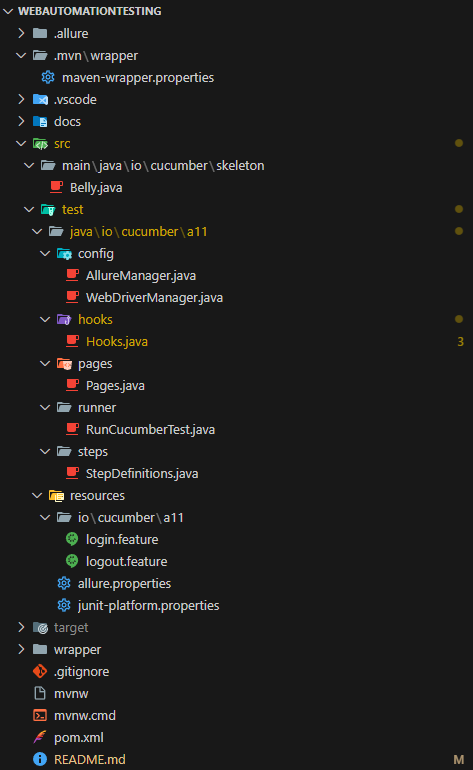 WEBAUTOMATIONTESTING
.allure
.mvn\wrapper
maven-wrapper.properties
.vscode
docs
src
main\java\io\cucumber\skeleton
Belly.java
test
java\io\cucumber\a11
config
AllureManager.java
WebDriverManager.java
hooks
Hooks.java 3
pages
Pages.java
runner
RunCucumberTest.java
steps
StepDefinitions.java
resources
io\cucumber\a11
login.feature
logout.feature
allure.properties
junit-platform.properties
target
wrapper
.gitignore
mvnw
mvnw.cmd
pom.xml
README.md M